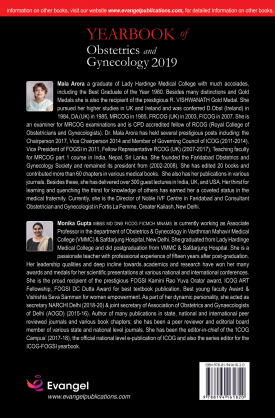 Information on other books, visit our website www.evangelpublications.com, for detailed information on other books.
YEARBOOK of
Obstetrics and
Gynecology 2019
Mala Arora a graduate of Lady Hardinge Medical College with much accolades,
including the Best Graduate of the Year 1980. Besides many distinctions and Gold
Medals she is also the recipient of the prestigious R. VISHWANATH Gold Medal. She
pursued her higher studies in UK and Ireland and was conferred D.Obst (Ireland) in
1984, DA (UK) in 1985, MRCOG in 1985, FRCOG (UK) in 2003, FICOG in 2007. She
is an examiner for MRCOG examinations and is CPD accredited fellow of RCOG (Royal College of
Obstetricians and Gynecologists). Dr. Mala Arora has held several prestigious posts including: the
Chairperson 2017, Vice Chairperson 2014 and Member of Governing Council of ICOG (2011-2014),
Vice President of FOGSI in 2011, Fellow Representative RCOG (UK) (2007-2017), Teaching faculty
for MRCOG part 1 course in India, Nepal, Sri Lanka. She founded the Faridabad Obstetrics and
Gynecology Society and remained its president from (2002-2008). She has edited 20 books and
contributed more than 60 chapters in various medical books. She also has her publications in various
journals. Besides these, she has delivered over 300 guest lectures in India, UK, and USA. Her thirst for
learning and quenching the thirst for knowledge of others has earned her a coveted status in the
medical fraternity. Currently, she is the Director of Noble IVF Centre in Faridabad and Consultant
Obstetrician and Gynecologist in Fortis La Femme, Greater Kailash, New Delhi.
Monika Gupta MBBS MD DNB FICOG FICMCH MNAMS is currently working as Associate
Professor in the department of Obstetrics & Gynecology in Vardhman Mahavir Medical
College (VMMC) & Safdarjung Hospital, New Delhi. She graduated from Lady Hardinge
Medical College and did postgraduation from VMMC & Safdarjung Hospital. She is a
passionate teacher with professional experience of fifteen years after post-graduation.
Her leadership qualities and deep incline towards academics and research have won her many
awards and medals for her scientific presentations at various national and international conferences.
She is the proud recipient of the prestigious FOGSI Kamini Rao Yuva Orator award, ICOG ART
Fellowship, FOGSI DC Dutta Award for best textbook publication, Best young faculty Award &
Vishishta Seva Samman for women empowerment. As part of her dynamic personality, she acted as
secretary NARCHI Delhi (2018-20) & joint secretary of Association of Obstetrics and Gynecologists
of Delhi (AOGD) (2015-16). Author of many publications in state, national and international peer
reviewed journals and various book chapters; she has been a peer reviewer and editorial board
member of various state and national level journals. She has been the editor-in-chief of the 'ICOG
Campus' (2017-18), the official national level e-publication of ICOG and also the series editor for the
ICOG-FOGSI yearbook.
Evangel
www.evangelpublications.com